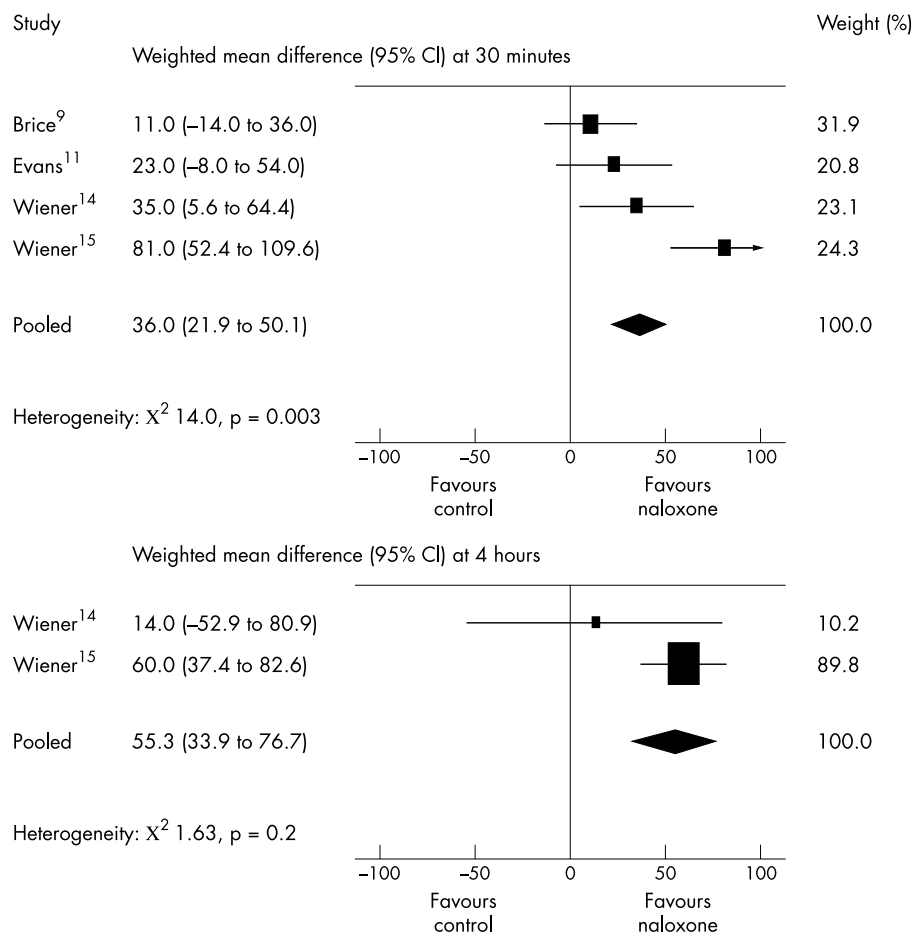 Study Weight (%)
Weighted mean difference (95% CI) at 30 minutes
Brice9 11.0 (–14.0 to 36.0) 31.9
Evans11 23.0 (–8.0 to 54.0) 20.8
Wiener14 35.0 (5.6 to 64.4) 23.1
Wiener15 81.0 (52.4 to 109.6) 24.3
Pooled 36.0 (21.9 to 50.1) 100.0
Heterogeneity: X2 14.0, p = 0.003
–100 –50 0 50 100
Favours control Favours naloxone
Weighted mean difference (95% CI) at 4 hours
Wiener14 14.0 (–52.9 to 80.9) 10.2
Wiener15 60.0 (37.4 to 82.6) 89.8
Pooled 55.3 (33.9 to 76.7) 100.0
Heterogeneity: X2 1.63, p = 0.2
–100 –50 0 50 100
Favours control Favours naloxone